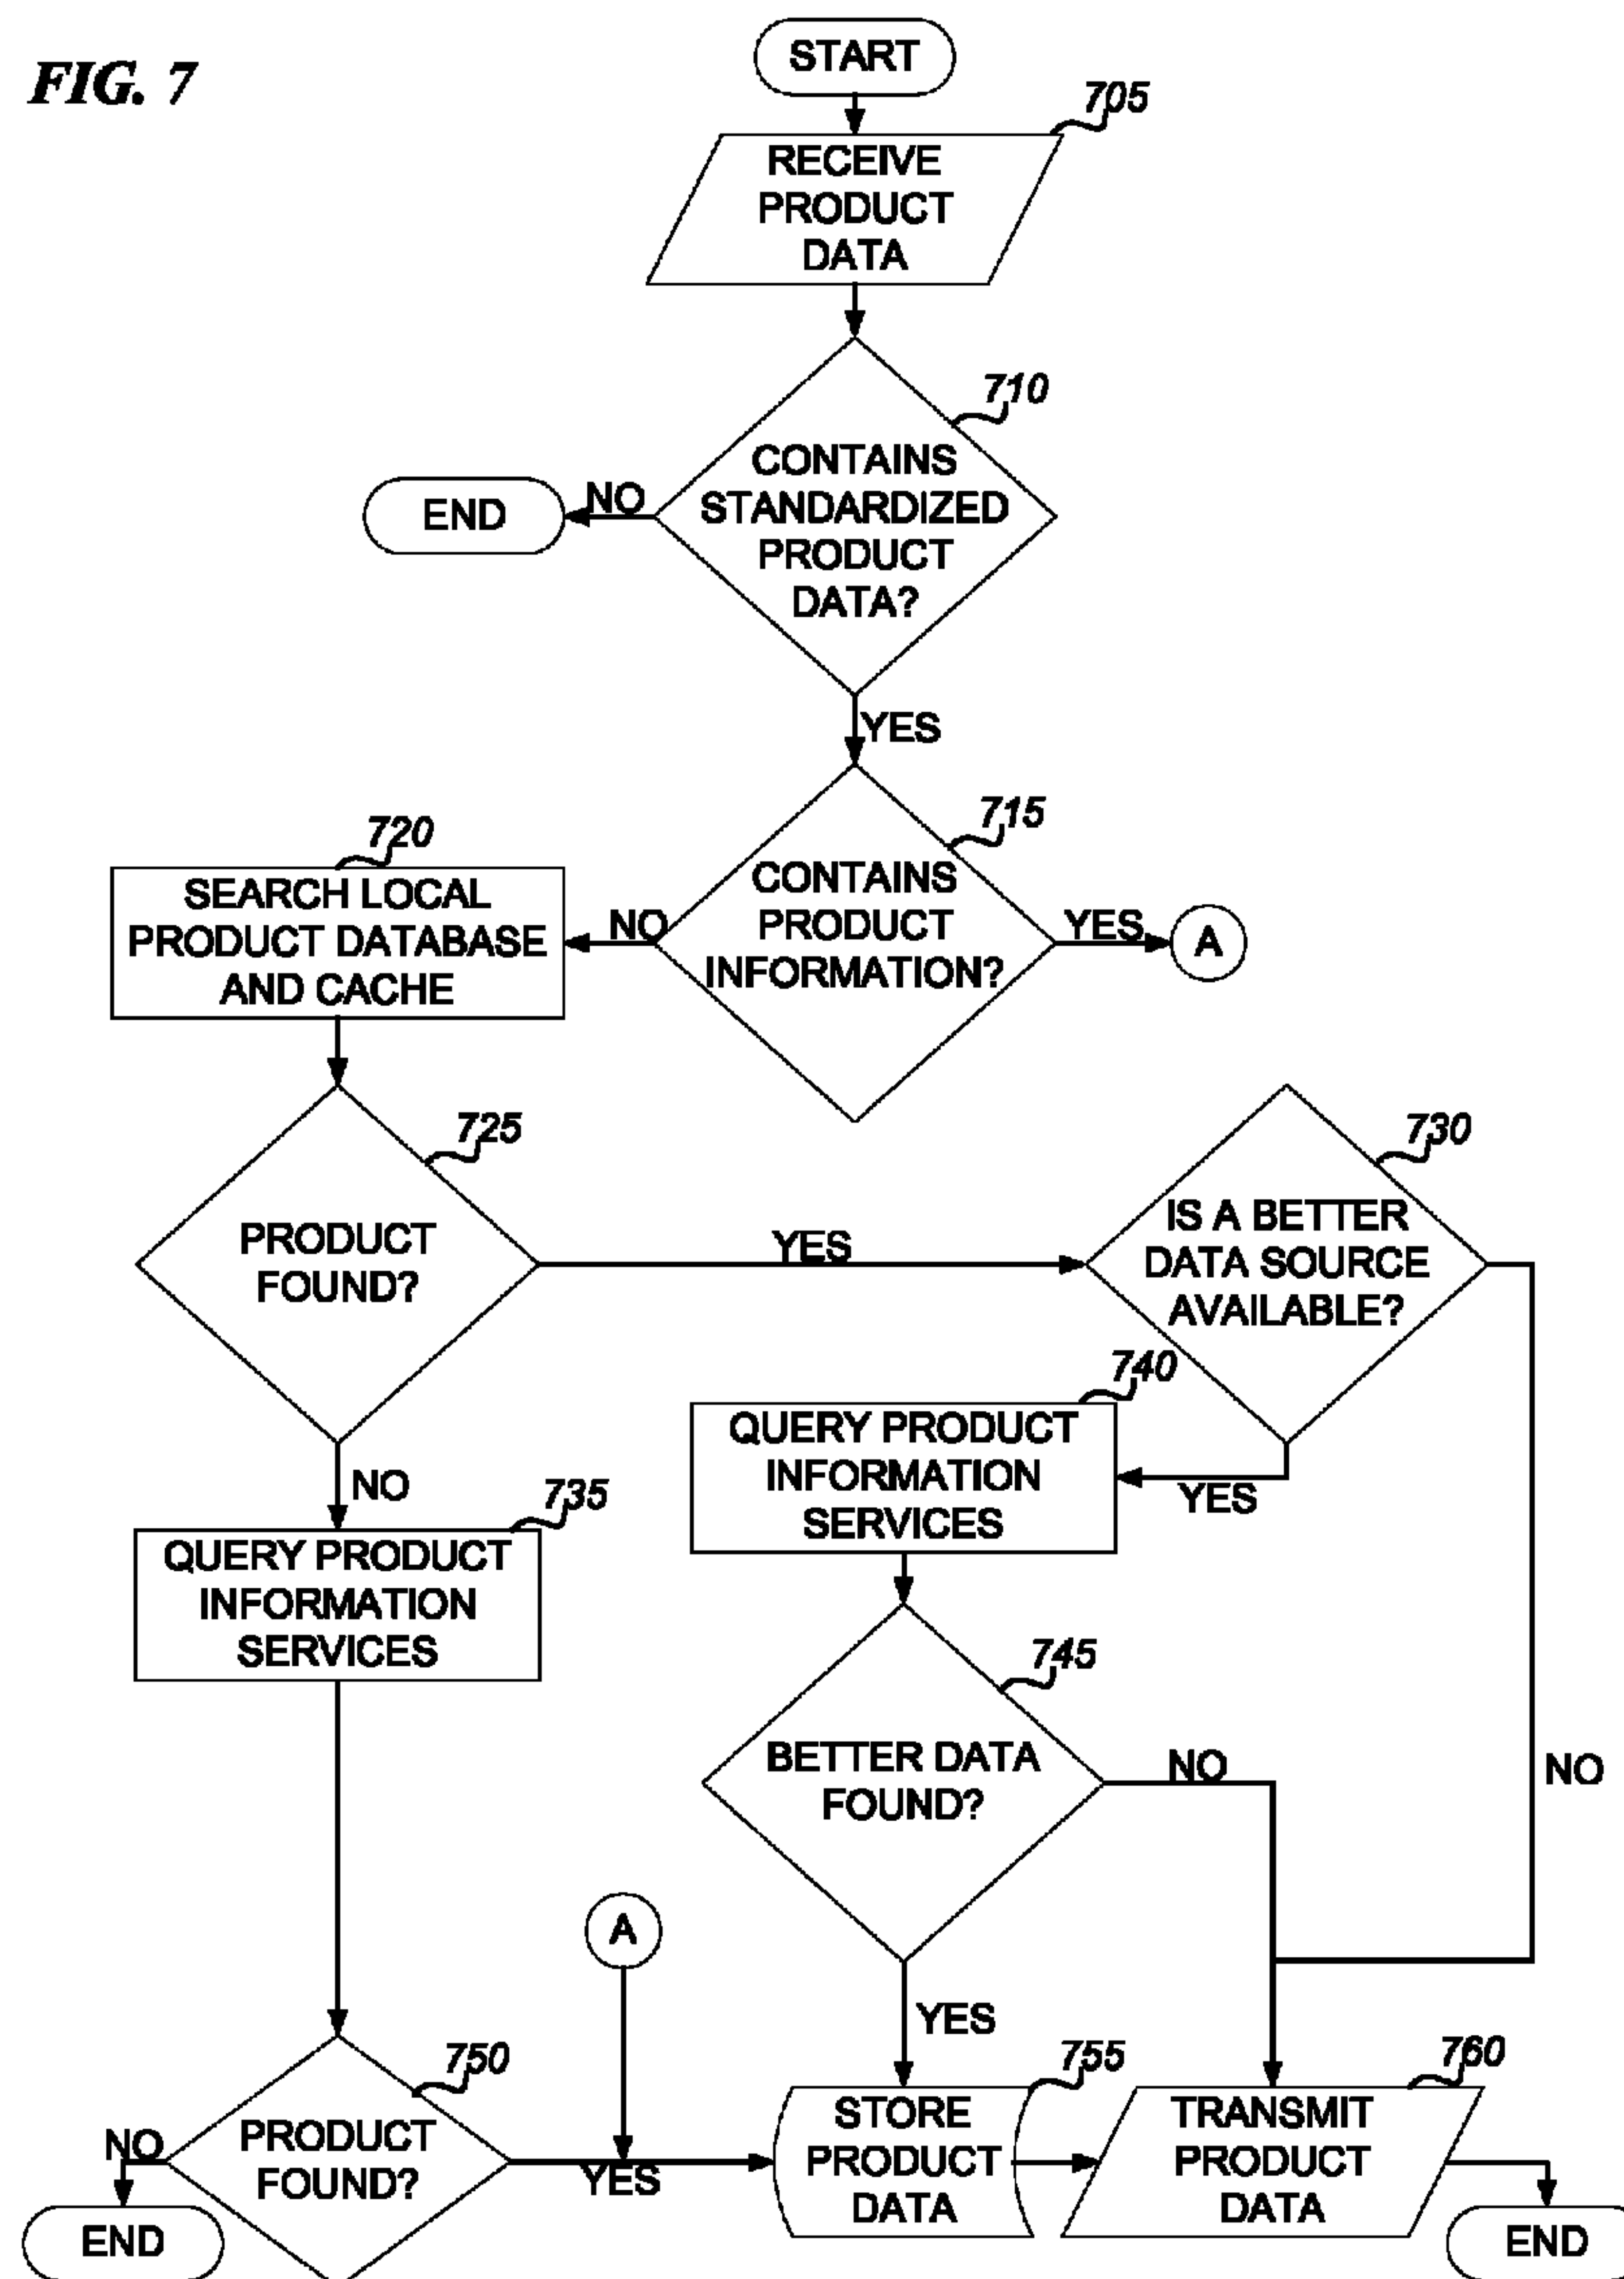 FIG. 7
START
705
RECEIVE
PRODUCT
DATA
710
CONTAINS
STANDARDIZED
PRODUCT
DATA?
NO
END
YES
715
CONTAINS
PRODUCT
INFORMATION?
NO
YES
A
720
SEARCH LOCAL
PRODUCT DATABASE
AND CACHE
725
PRODUCT
FOUND?
YES
730
IS A BETTER
DATA SOURCE
AVAILABLE?
NO
YES
740
QUERY PRODUCT
INFORMATION
SERVICES
735
QUERY PRODUCT
INFORMATION
SERVICES
745
BETTER DATA
FOUND?
NO
NO
A
YES
750
PRODUCT
FOUND?
NO
END
YES
755
STORE
PRODUCT
DATA
760
TRANSMIT
PRODUCT
DATA
END